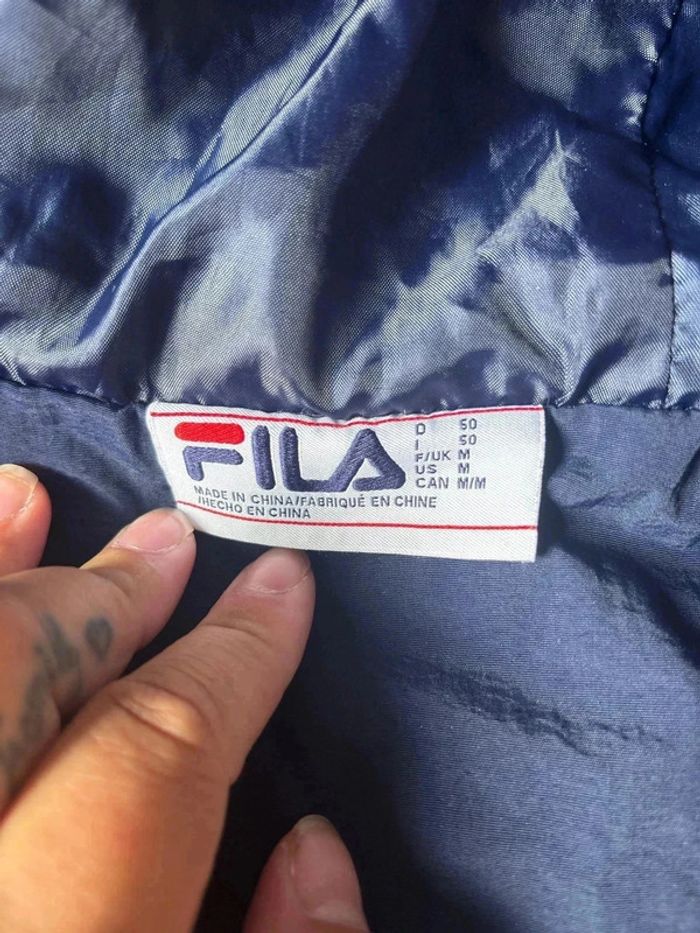 FILA
D 50
I 50
F/UK M
US M
CAN M/M
MADE IN CHINA/FABRIQUÉ EN CHINE
/HECHO EN CHINA